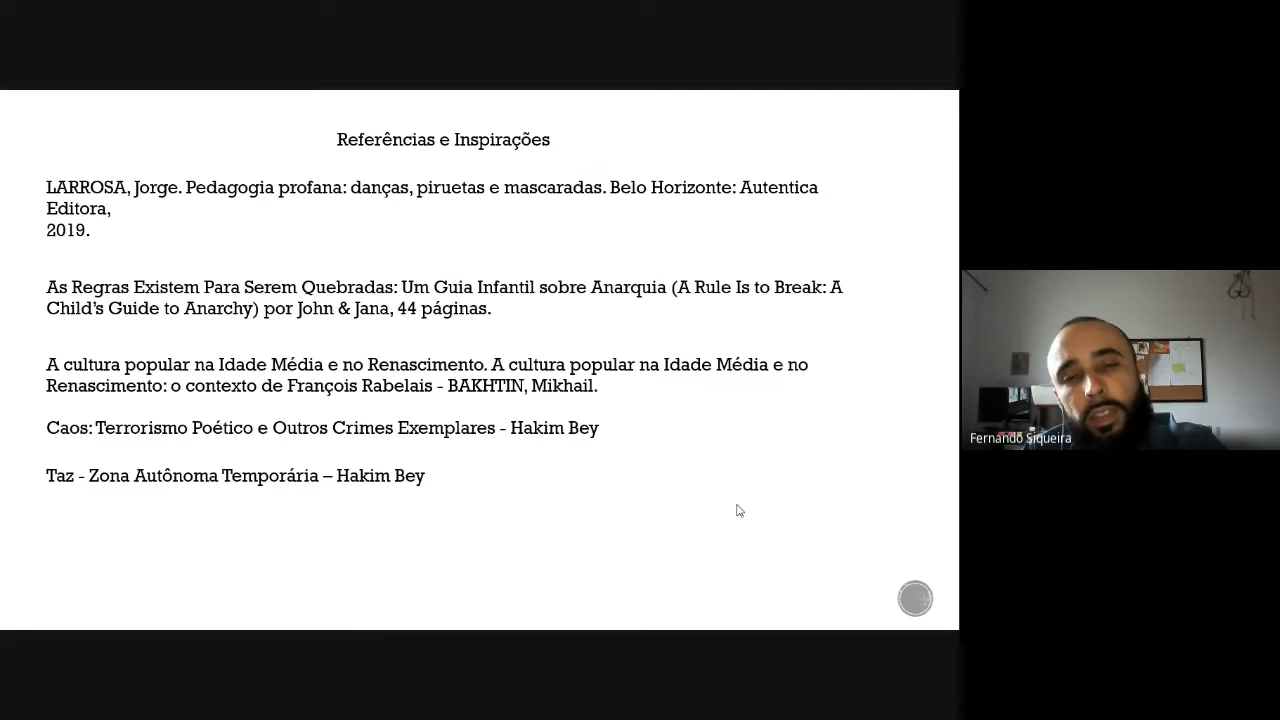 Referências e Inspirações
LARROSA, Jorge. Pedagogia profana: danças, piruetas e mascaradas. Belo Horizonte: Autentica
Editora,
2019.
As Regras Existem Para Serem Quebradas: Um Guia Infantil sobre Anarquia (A Rule Is to Break: A
Child's Guide to Anarchy) por John & Jana, 44 páginas.
A cultura popular na Idade Média e no Renascimento. A cultura popular na Idade Média e no
Renascimento: o contexto de François Rabelais - BAKHTIN, Mikhail.
Caos: Terrorismo Poético e Outros Crimes Exemplares - Hakim Bey
Taz - Zona Autônoma Temporária – Hakim Bey
Fernando Siqueira